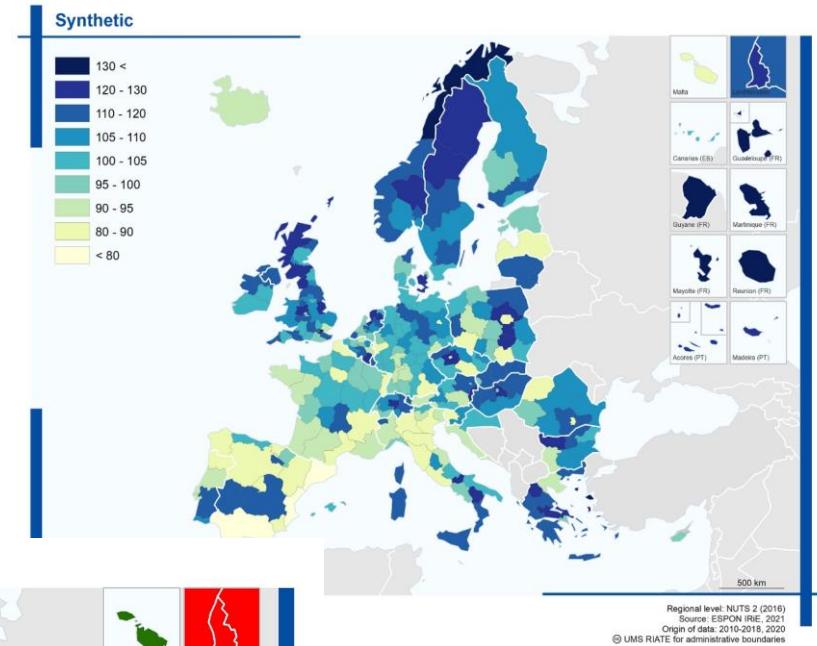 Synthetic
130 <
120 - 130
110 - 120
105 - 110
100 - 105
95 - 100
90 - 95
80 - 90
< 80
Malta
Canarias (ES)
Guadeloupe (FR)
Guyane (FR)
Martinique (FR)
Mayotte (FR)
Reunion (FR)
Acores (PT)
Madeira (PT)
500 km
Regional level: NUTS 2 (2016)
Source: ESPON IRiE, 2021
Origin of data: 2010-2018, 2020
© UMS RIATE for administrative boundaries